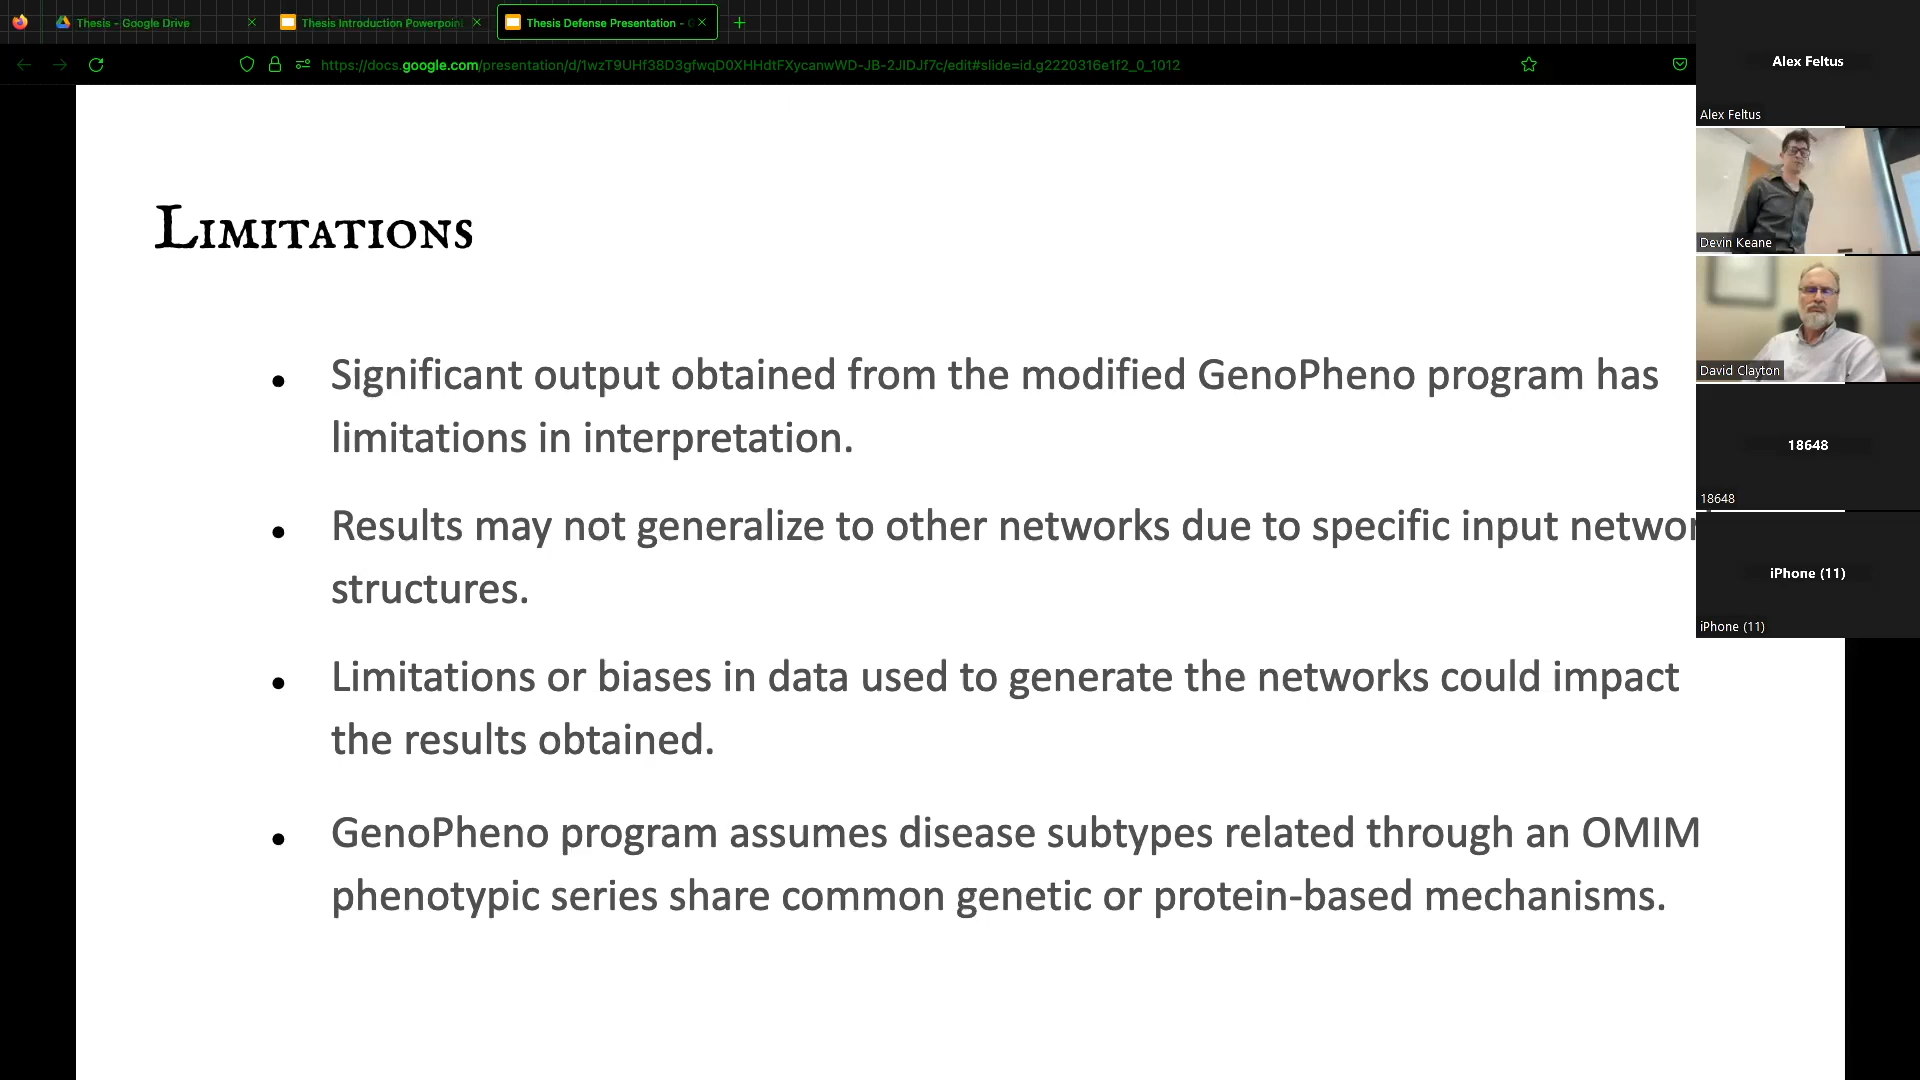 Thesis - Google Drive
Thesis Introduction Powerpoin
Thesis Defense Presentation -
https://docs.google.com/presentation/d/1wzT9UHf38D3gfwqD0XHHdtFXycanwWD-JB-2JIDJf7c/edit#slide=id.g2220316e1f2_0_1012
Limitations
Significant output obtained from the modified GenoPheno program has
limitations in interpretation.
Results may not generalize to other networks due to specific input networ
structures.
Limitations or biases in data used to generate the networks could impact
the results obtained.
GenoPheno program assumes disease subtypes related through an OMIM
phenotypic series share common genetic or protein-based mechanisms.
Alex Feltus
Alex Feltus
Devin Keane
David Clayton
18648
18648
iPhone (11)
iPhone (11)